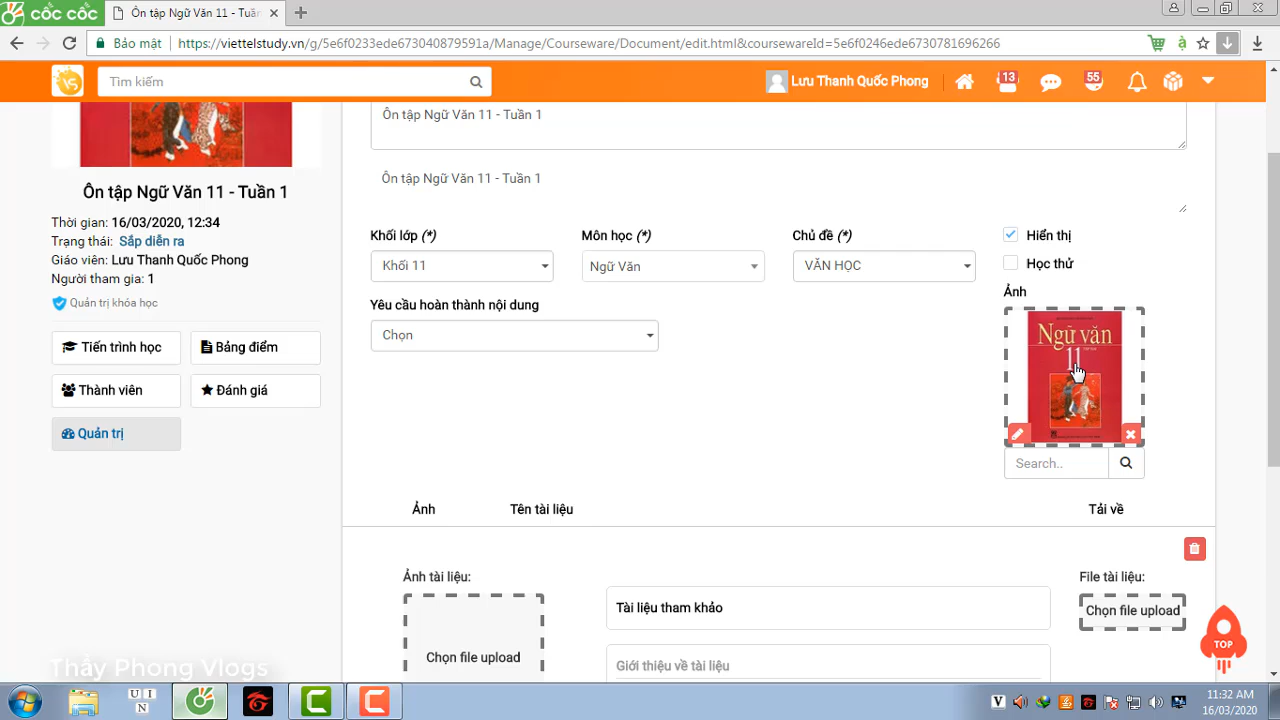 cốc cốc
Ôn tập Ngữ Văn 11 - Tuần 1
Bảo mật
https://viettelstudy.vn/g/5e6f0233ede673040879591a/Manage/Courseware/Document/edit.html&coursewareId=5e6f0246ede6730781696266
VS
Tìm kiếm
Lưu Thanh Quốc Phong
13
55
Ôn tập Ngữ Văn 11 - Tuần 1
Ôn tập Ngữ Văn 11 - Tuần 1
Ôn tập Ngữ Văn 11 - Tuần 1
Thời gian: 16/03/2020, 12:34
Trạng thái: Sắp diễn ra
Giáo viên: Lưu Thanh Quốc Phong
Người tham gia: 1
Quản trị khóa học
Tiến trình học
Bảng điểm
Thành viên
Đánh giá
Quản trị
Khối lớp (*)
Môn học (*)
Chủ đề (*)
Hiển thị
Khối 11
Ngữ Văn
VĂN HỌC
Học thử
Ảnh
Yêu cầu hoàn thành nội dung
Chọn
Ngữ văn
11
Search..
Ảnh
Tên tài liệu
Tải về
Ảnh tài liệu:
File tài liệu:
Tài liệu tham khảo
Chọn file upload
Chọn file upload
Giới thiệu về tài liệu
TOP
Thầy Phong Vlogs
U I
N
V
11:32 AM
16/03/2020